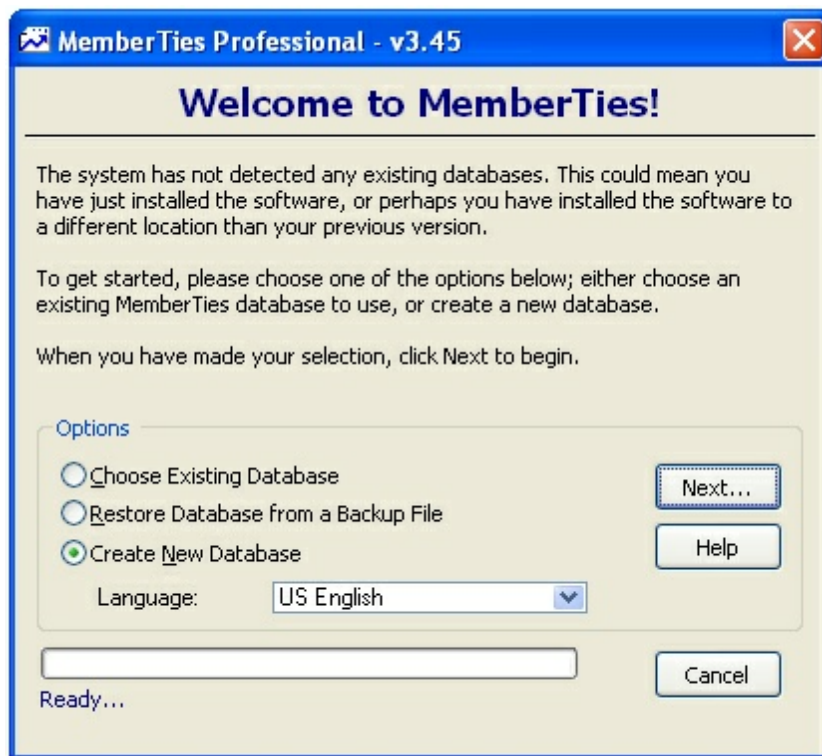 MemberTies Professional - v3.45
Welcome to MemberTies!
The system has not detected any existing databases. This could mean you
have just installed the software, or perhaps you have installed the software to
a different location than your previous version.
To get started, please choose one of the options below; either choose an
existing MemberTies database to use, or create a new database.
When you have made your selection, click Next to begin.
Options
Choose Existing Database
Restore Database from a Backup File
Create New Database
Language: US English
Next...
Help
Cancel
Ready...